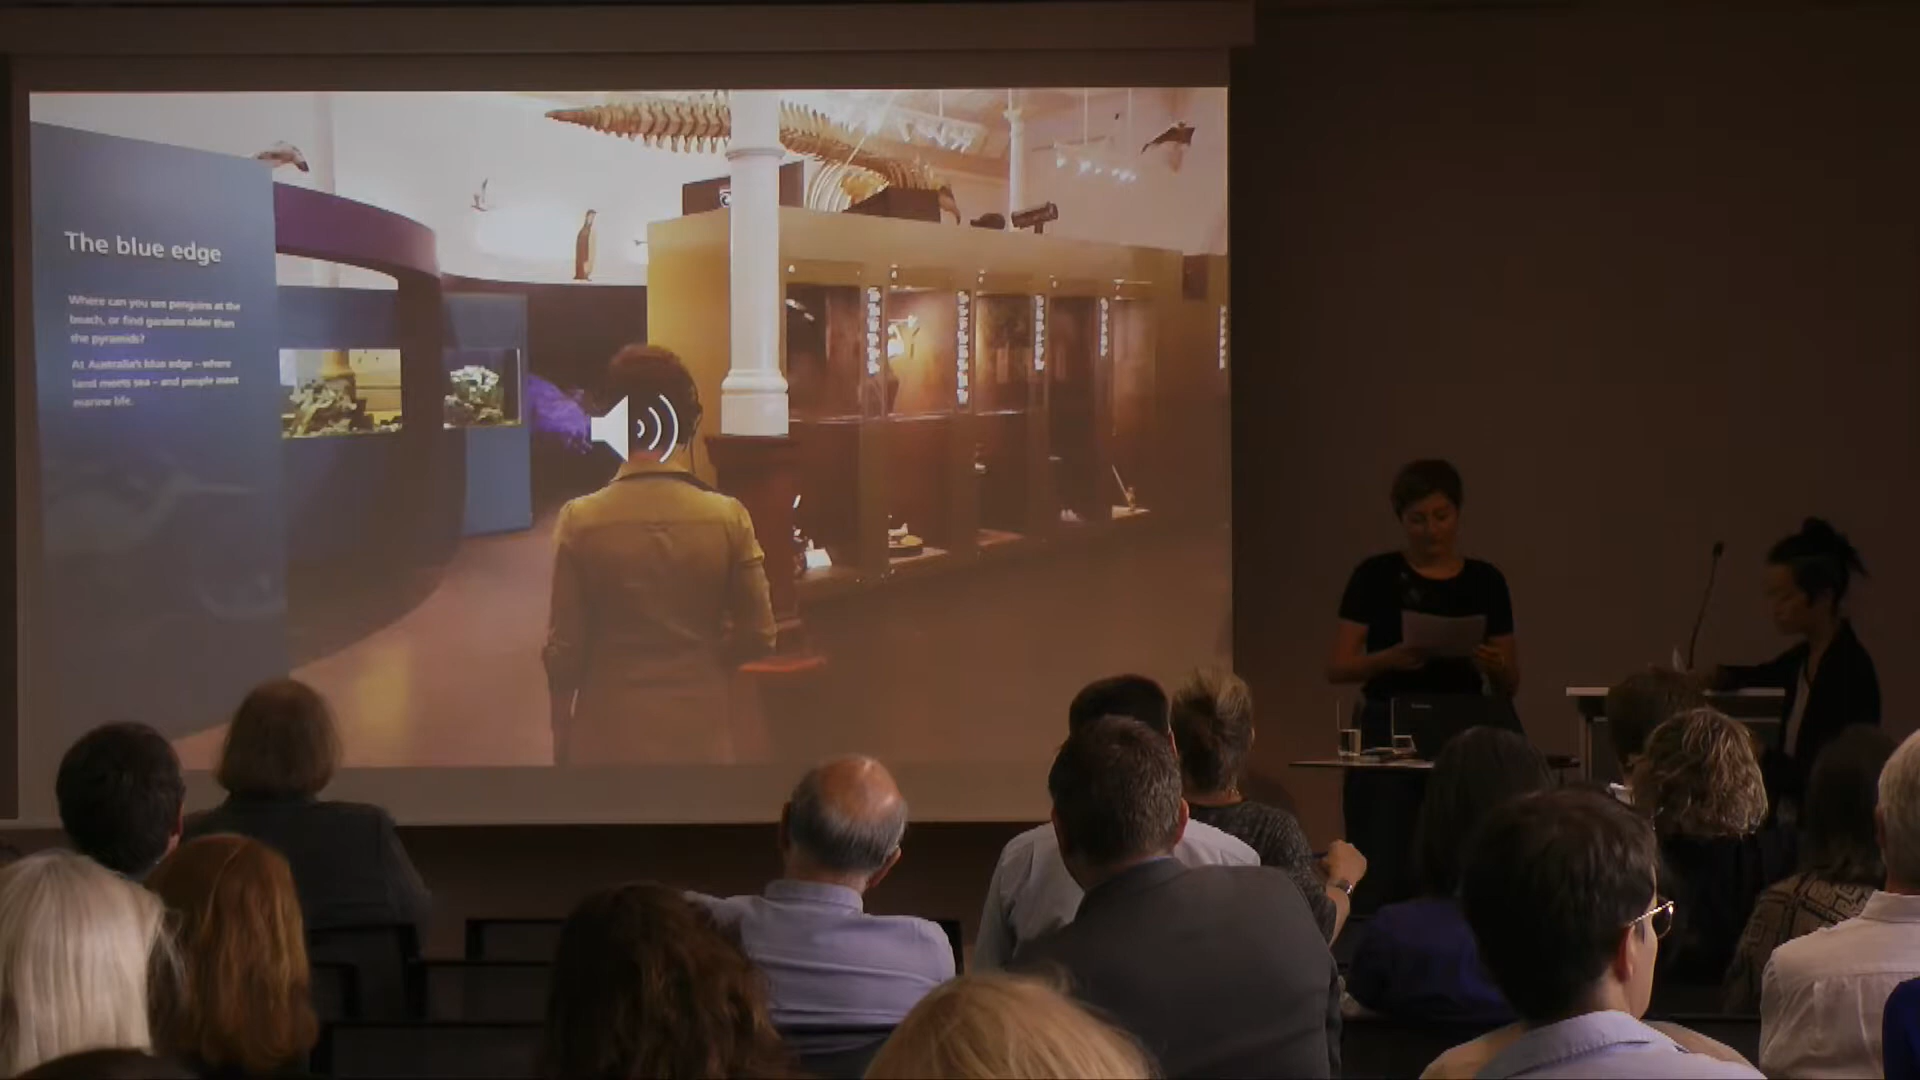 The blue edge
Where can you see penguins at the
beach, or find gardens older than
the pyramids?
At Australia's blue edge – where
land meets sea – and people meet
marine life.